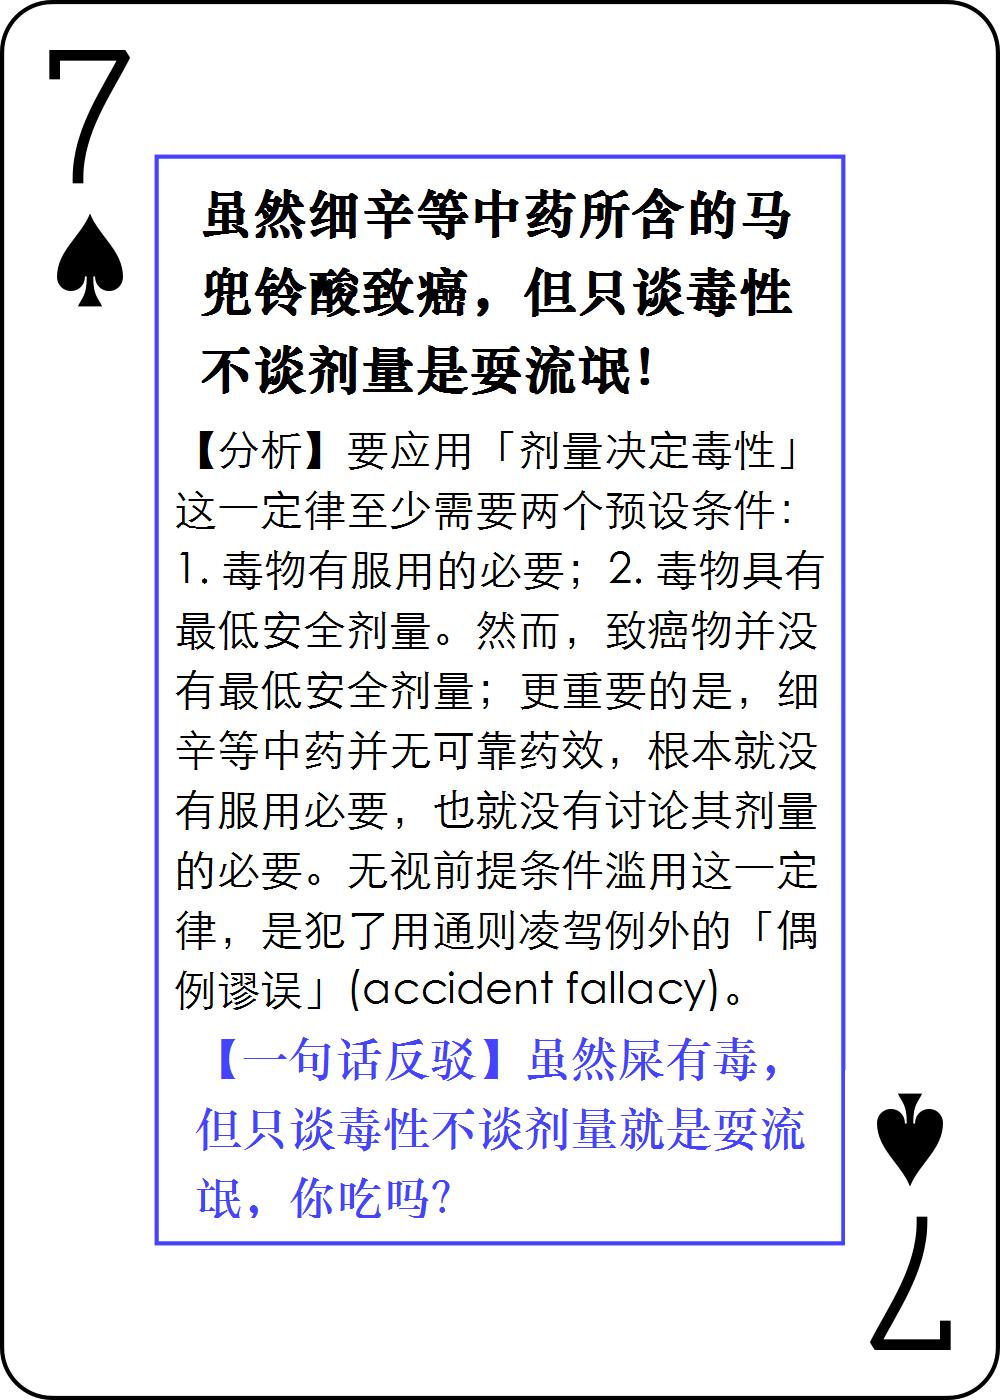 7
虽然细辛等中药所含的马
兜铃酸致癌，但只谈毒性
不谈剂量是耍流氓！
【分析】要应用「剂量决定毒性」
这一定律至少需要两个预设条件：
1. 毒物有服用的必要；2. 毒物具有
最低安全剂量。然而，致癌物并没
有最低安全剂量；更重要的是，细
辛等中药并无可靠药效，根本就没
有服用必要，也就没有讨论其剂量
的必要。无视前提条件滥用这一定
律，是犯了用通则凌驾例外的「偶
例谬误」(accident fallacy)。
【一句话反驳】虽然屎有毒，
但只谈毒性不谈剂量就是耍流
氓，你吃吗？
7